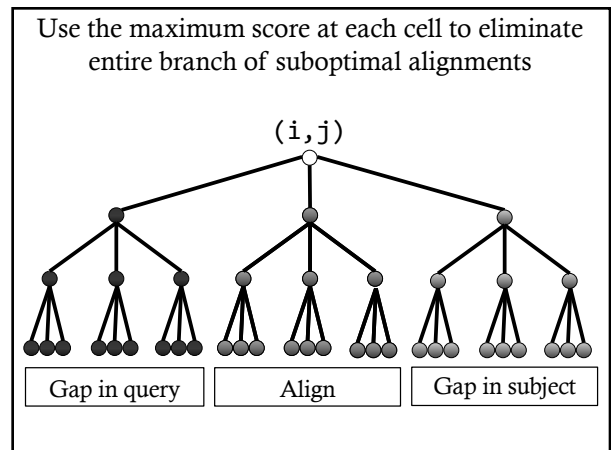 Use the maximum score at each cell to eliminate
entire branch of suboptimal alignments
(i,j)
Gap in query
Align
Gap in subject